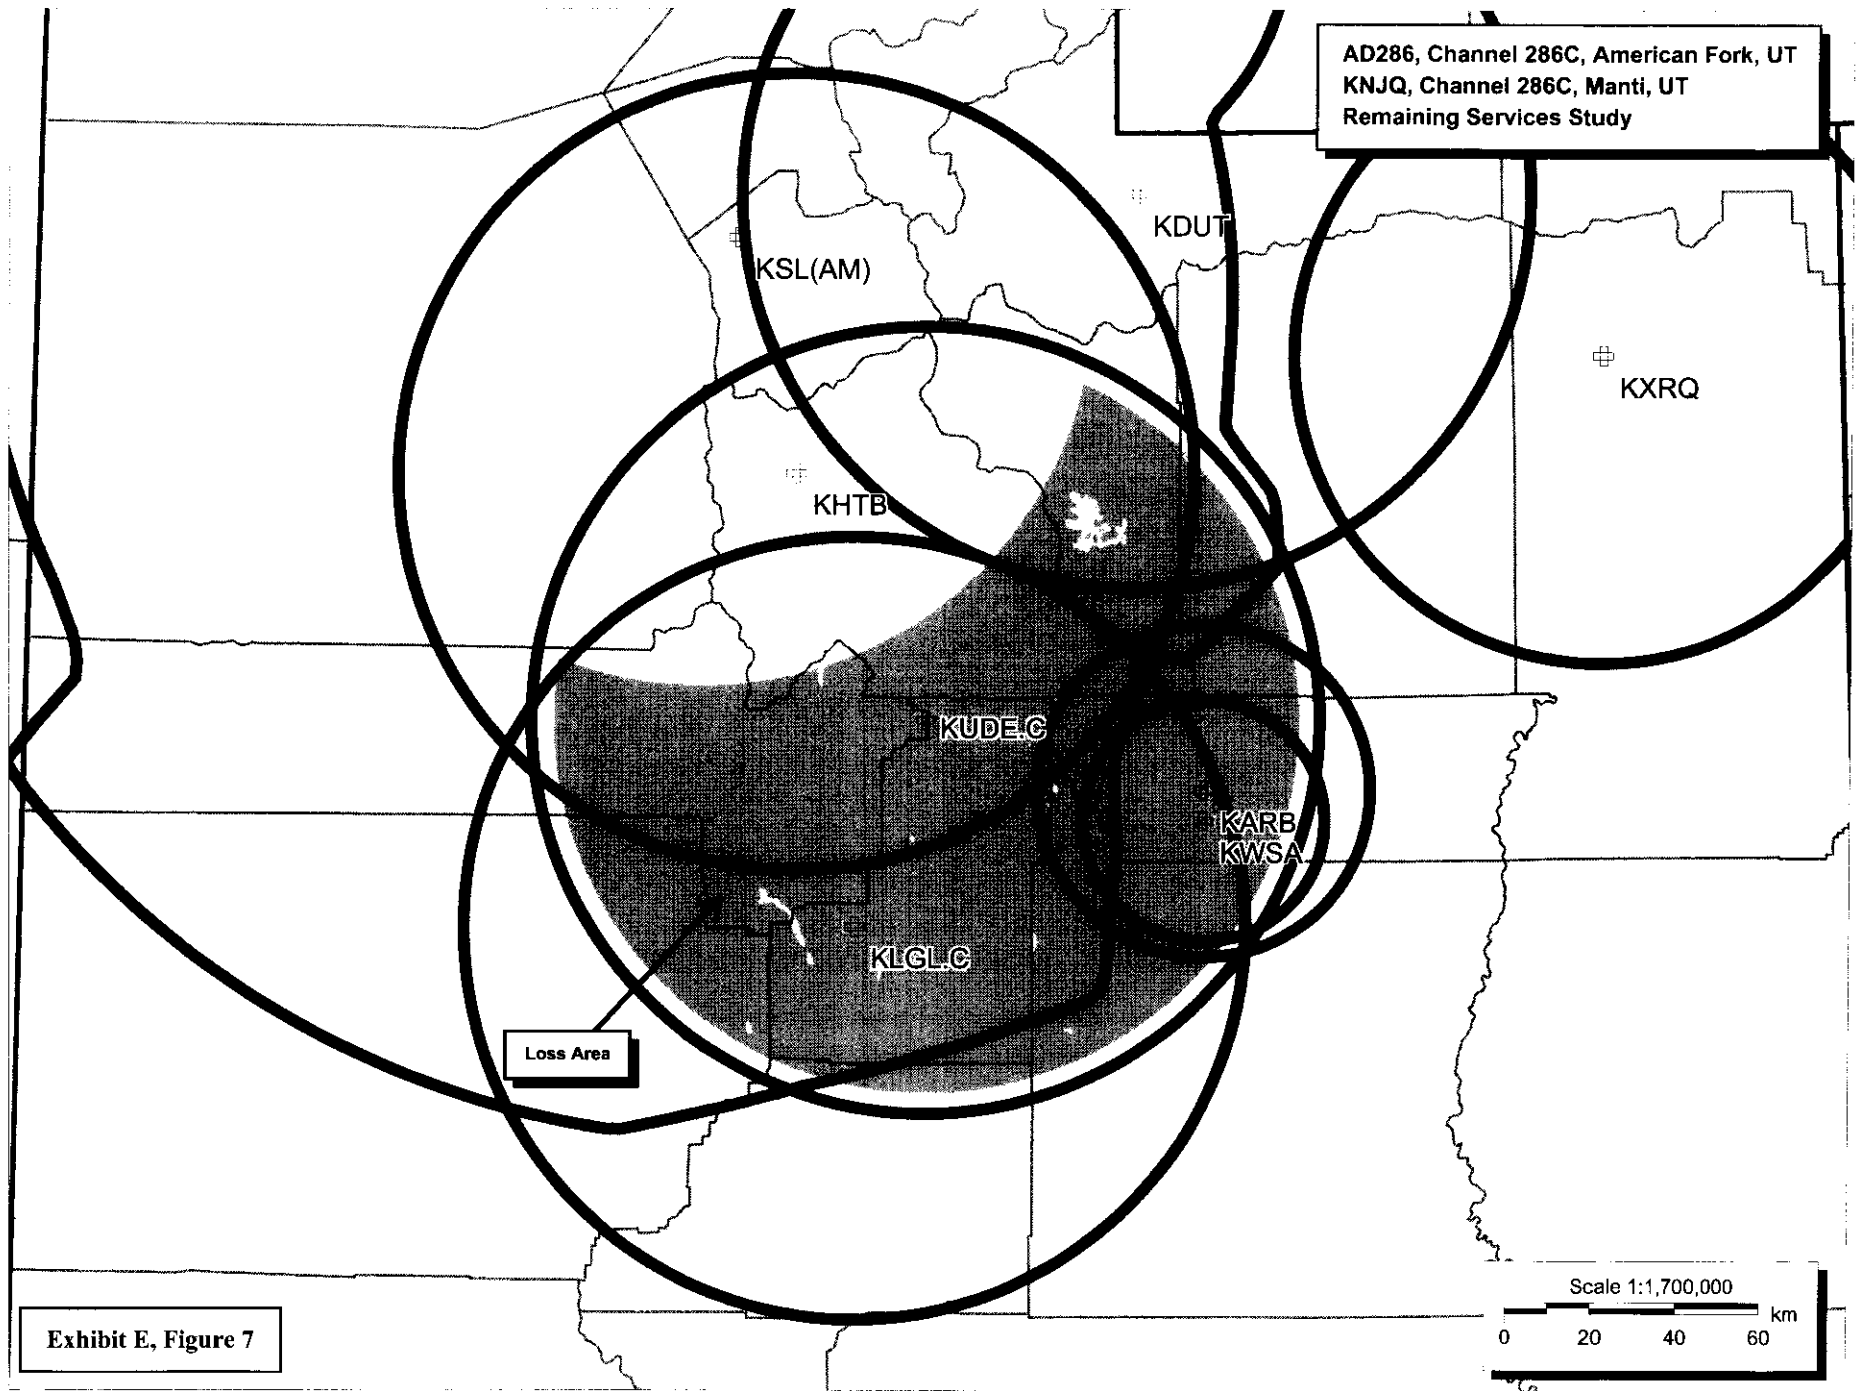 AD286, Channel 286C, American Fork, UT
KNJQ, Channel 286C, Manti, UT
Remaining Services Study
KDUT
KSL(AM)
KXRQ
KHTB
KUDE.C
KARB
KWSA
KLGL.C
Loss Area
Scale 1:1,700,000
km
0 20 40 60
Exhibit E, Figure 7